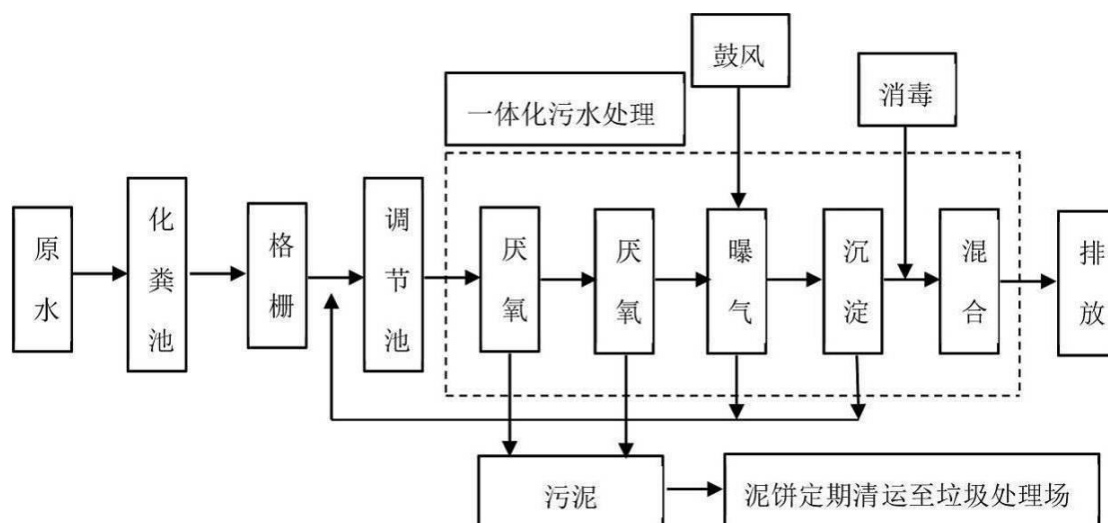 鼓风
消毒
一体化污水处理
原水
化粪池
格栅
调节池
厌氧
厌氧
曝气
沉淀
混合
排放
污泥
泥饼定期清运至垃圾处理场